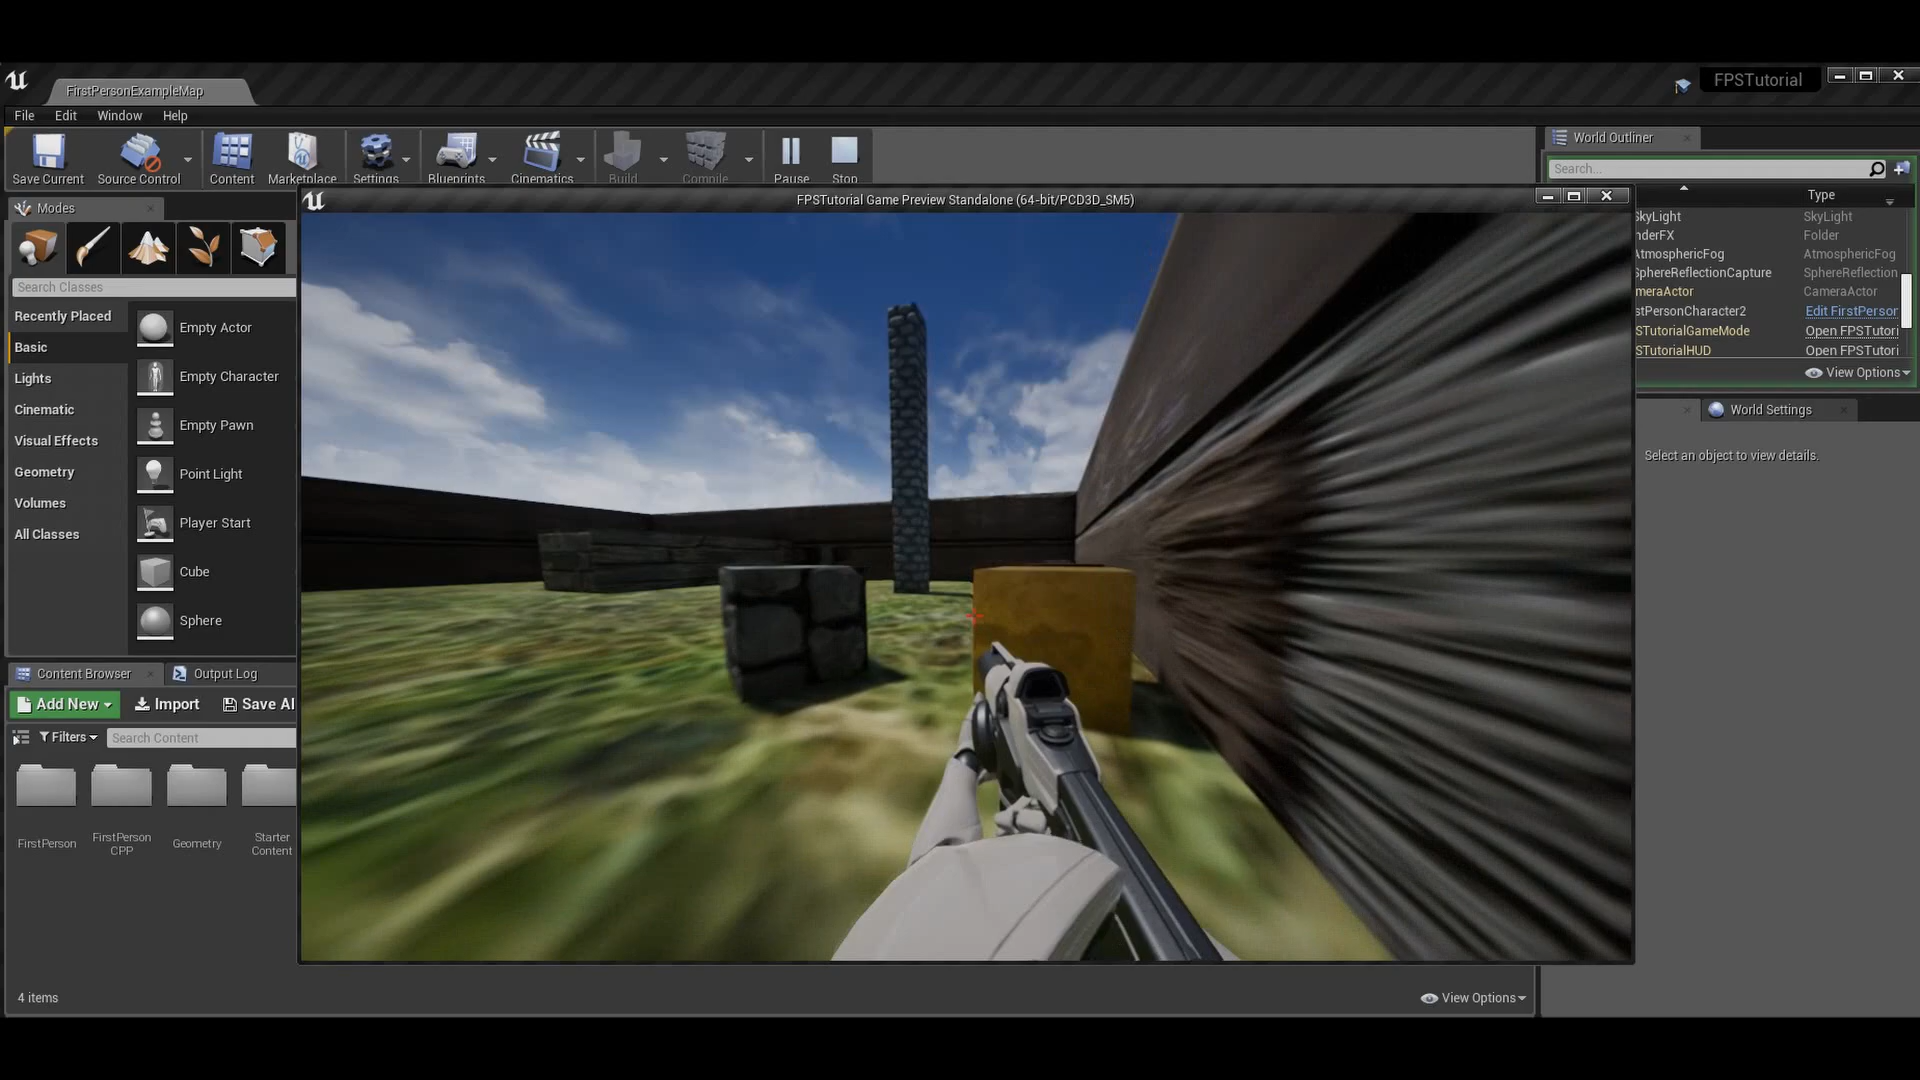 FirstPersonExampleMap
FPSTutorial
File Edit Window Help
Save Current Source Control Content Marketplace Settings Blueprints Cinematics Build Compile Pause Stop
World Outliner
Search...
Type
Modes
FPSTutorial Game Preview Standalone (64-bit/PCD3D_SM5)
SkyLight SkyLight
nderFX Folder
AtmosphericFog AtmosphericFog
SphereReflectionCapture SphereReflection
meraActor CameraActor
stPersonCharacter2 Edit FirstPerson
STutorialGameMode Open FPSTutori
STutorialHUD Open FPSTutori
View Options
World Settings
Select an object to view details.
Search Classes
Recently Placed
Basic
Lights
Cinematic
Visual Effects
Geometry
Volumes
All Classes
Empty Actor
Empty Character
Empty Pawn
Point Light
Player Start
Cube
Sphere
Content Browser Output Log
Add New Import Save Al
Filters Search Content
FirstPerson
FirstPerson
CPP
Geometry
Starter
Content
4 items
View Options